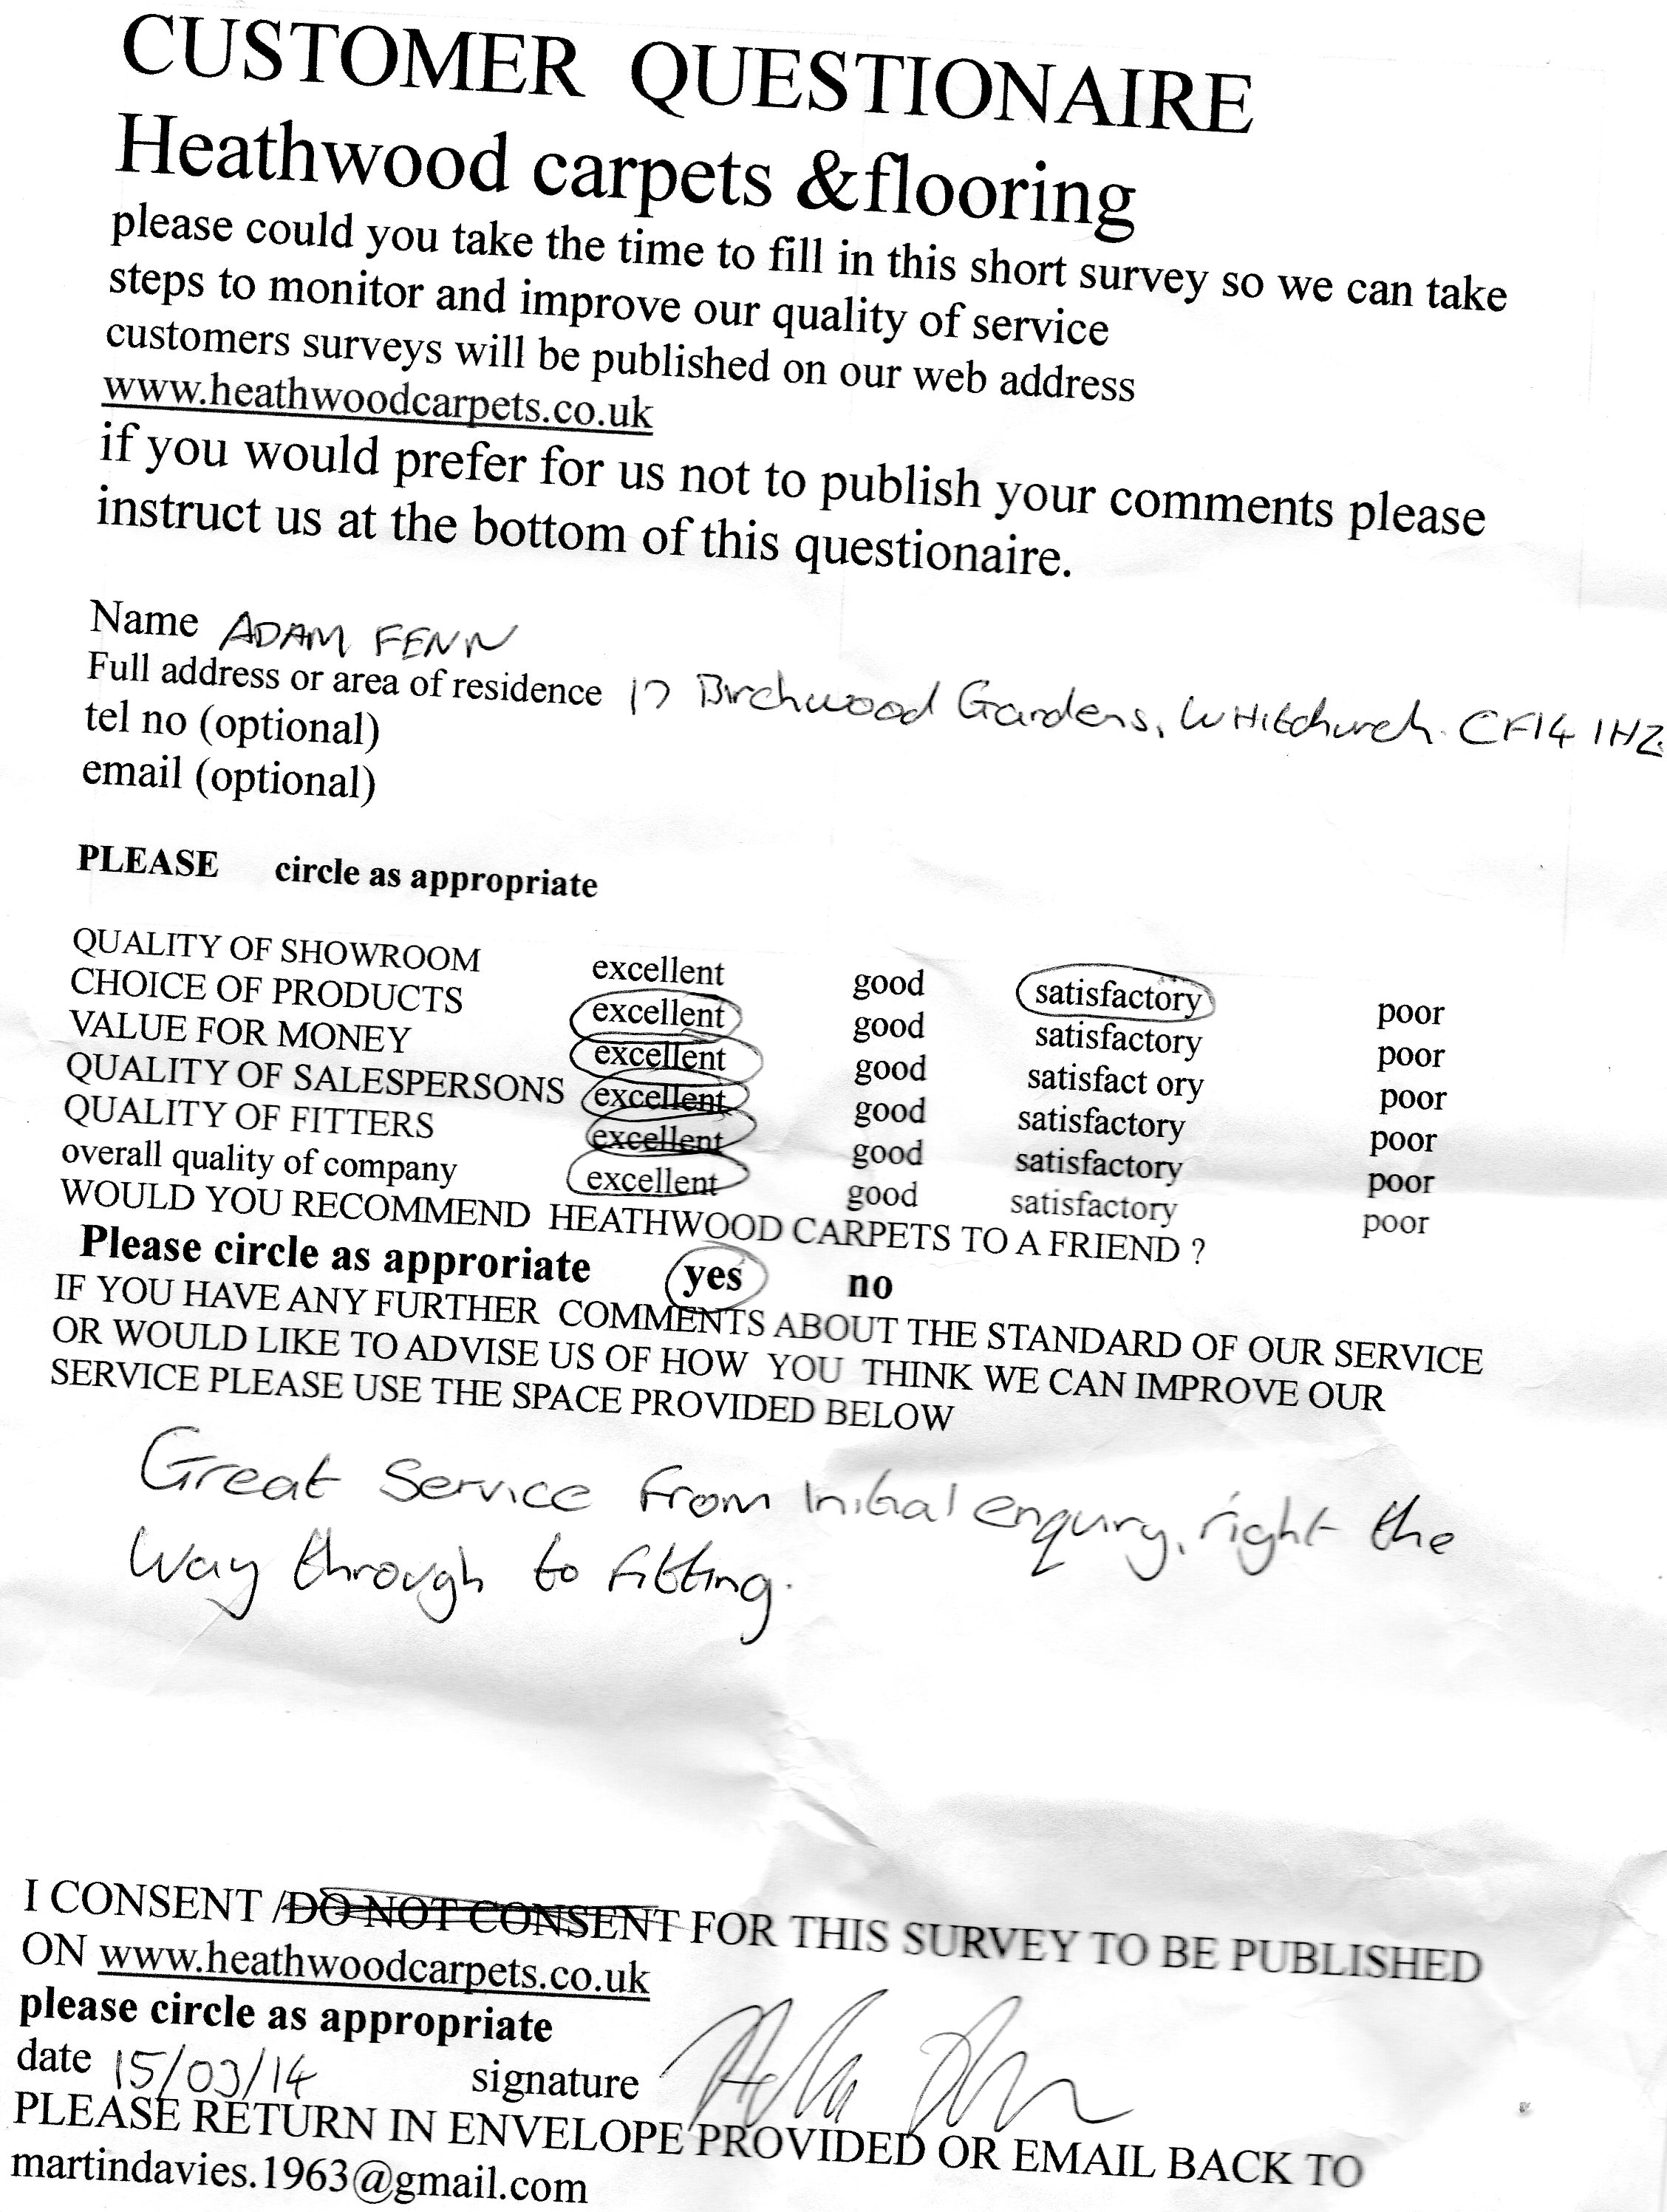 CUSTOMER QUESTIONAIRE
Heathwood carpets &flooring
please could you take the time to fill in this short survey so we can take
steps to monitor and improve our quality of service
customers surveys will be published on our web address
www.heathwoodcarpets.co.uk
if you would prefer for us not to publish your comments please
instruct us at the bottom of this questionaire.
Name ADAM FENN
Full address or area of residence 17 Birchwood Gardens, Whitchurch. CF14 1HZ.
tel no (optional)
email (optional)
PLEASE circle as appropriate
QUALITY OF SHOWROOM excellent good satisfactory poor
CHOICE OF PRODUCTS excellent good satisfactory poor
VALUE FOR MONEY excellent good satisfact ory poor
QUALITY OF SALESPERSONS excellent good satisfactory poor
QUALITY OF FITTERS excellent good satisfactory poor
overall quality of company excellent good satisfactory poor
WOULD YOU RECOMMEND HEATHWOOD CARPETS TO A FRIEND ?
Please circle as approriate yes no
IF YOU HAVE ANY FURTHER COMMENTS ABOUT THE STANDARD OF OUR SERVICE
OR WOULD LIKE TO ADVISE US OF HOW YOU THINK WE CAN IMPROVE OUR
SERVICE PLEASE USE THE SPACE PROVIDED BELOW
Great Service from Initial enquiry, right the
way through to fitting.
I CONSENT /DO NOT CONSENT FOR THIS SURVEY TO BE PUBLISHED
ON www.heathwoodcarpets.co.uk
please circle as appropriate
date 15/03/14 signature
PLEASE RETURN IN ENVELOPE PROVIDED OR EMAIL BACK TO
martindavies.1963@gmail.com